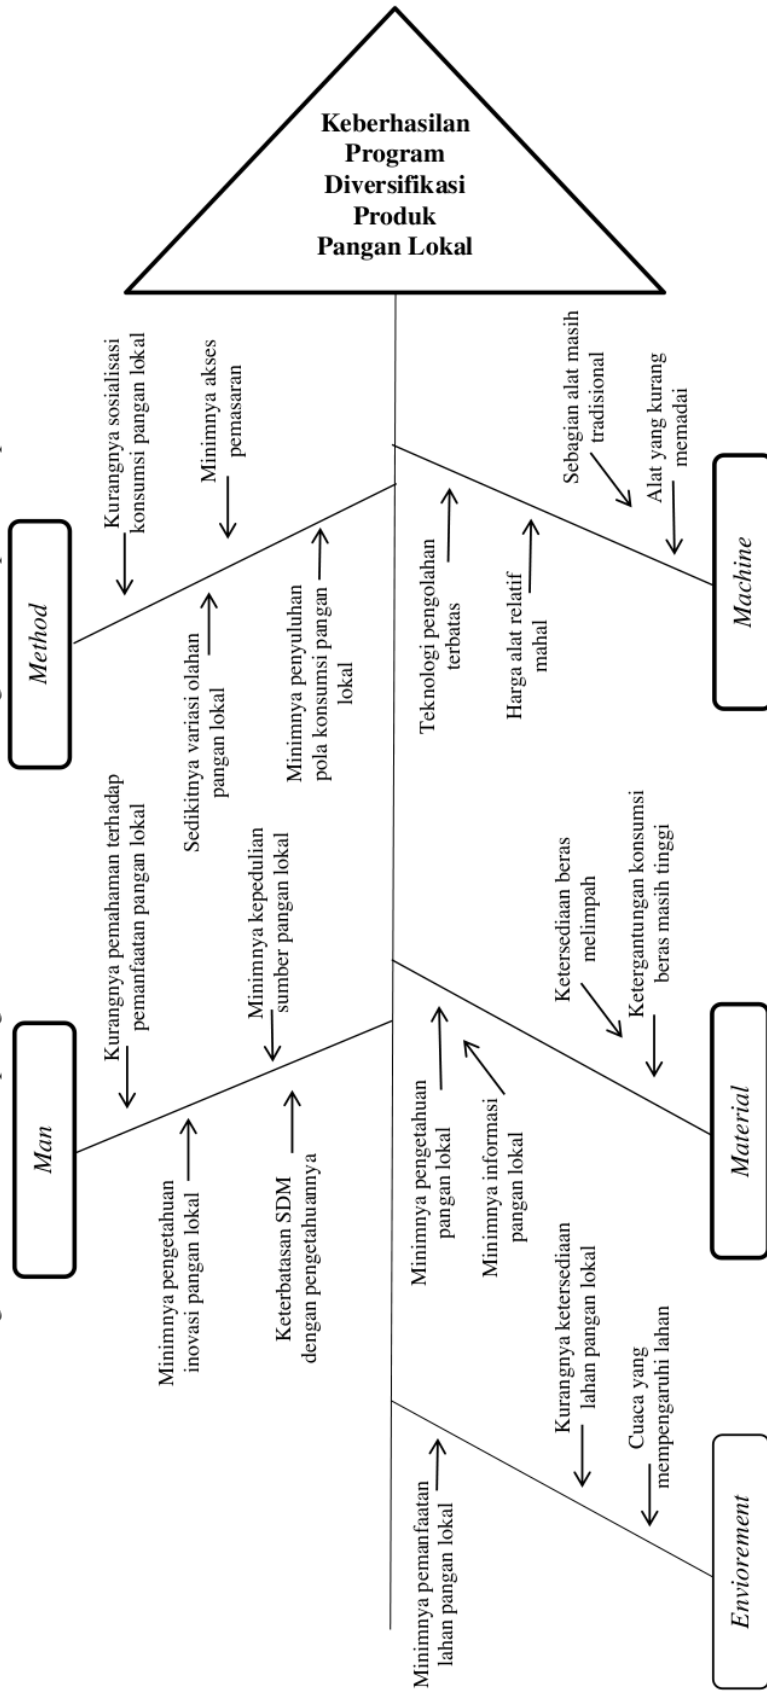 Keberhasilan
Program
Diversifikasi
Produk
Pangan Lokal
Method
Kurangnya sosialisasi
konsumsi pangan lokal
Minimnya akses
pemasaran
Sedikitnya variasi olahan
pangan lokal
Minimnya penyuluhan
pola konsumsi pangan
lokal
Man
Kurangnya pemahaman terhadap
pemanfaatan pangan lokal
Minimnya kepedulian
sumber pangan lokal
Minimnya pengetahuan
inovasi pangan lokal
Keterbatasan SDM
dengan pengetahuannya
Machine
Teknologi pengolahan
terbatas
Harga alat relatif
mahal
Sebagian alat masih
tradisional
Alat yang kurang
memadai
Material
Minimnya pengetahuan
pangan lokal
Minimnya informasi
pangan lokal
Ketersediaan beras
melimpah
Ketergantungan konsumsi
beras masih tinggi
Enviorement
Minimnya pemanfaatan
lahan pangan lokal
Kurangnya ketersediaan
lahan pangan lokal
Cuaca yang
mempengaruhi lahan